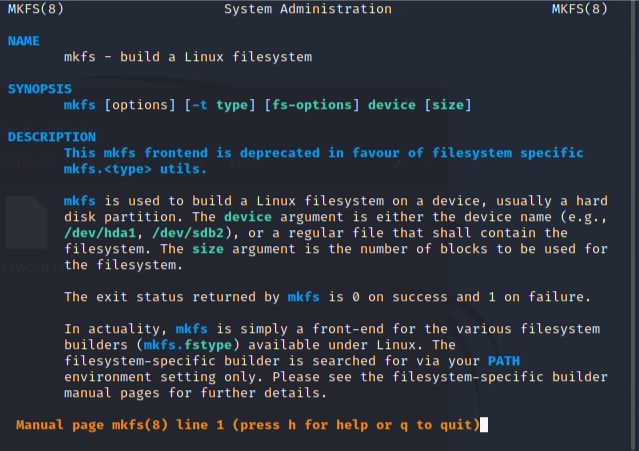 MKFS(8) System Administration MKFS(8)
NAME
mkfs - build a Linux filesystem
SYNOPSIS
mkfs [options] [-t type] [fs-options] device [size]
DESCRIPTION
This mkfs frontend is deprecated in favour of filesystem specific
mkfs.<type> utils.
mkfs is used to build a Linux filesystem on a device, usually a hard
disk partition. The device argument is either the device name (e.g.,
/dev/hda1, /dev/sdb2), or a regular file that shall contain the
filesystem. The size argument is the number of blocks to be used for
the filesystem.
The exit status returned by mkfs is 0 on success and 1 on failure.
In actuality, mkfs is simply a front-end for the various filesystem
builders (mkfs.fstype) available under Linux. The
filesystem-specific builder is searched for via your PATH
environment setting only. Please see the filesystem-specific builder
manual pages for further details.
Manual page mkfs(8) line 1 (press h for help or q to quit)